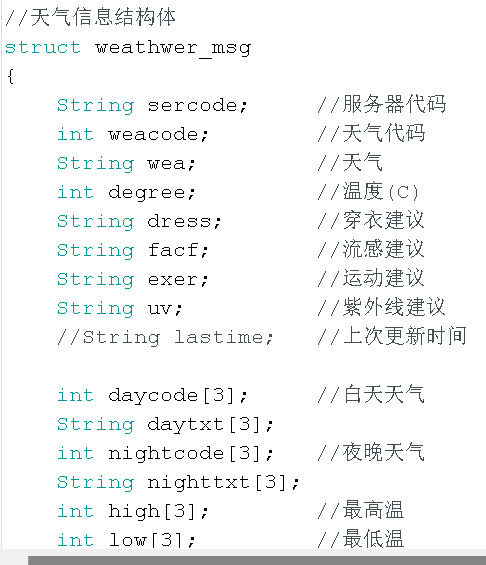 //天气信息结构体
struct weathwer_msg
{
String sercode; //服务器代码
int weacode; //天气代码
String wea; //天气
int degree; //温度(C)
String dress; //穿衣建议
String facf; //流感建议
String exer; //运动建议
String uv; //紫外线建议
//String lastime; //上次更新时间
int daycode[3]; //白天天气
String daytxt[3];
int nightcode[3]; //夜晚天气
String nighttxt[3];
int high[3]; //最高温
int low[3]; //最低温